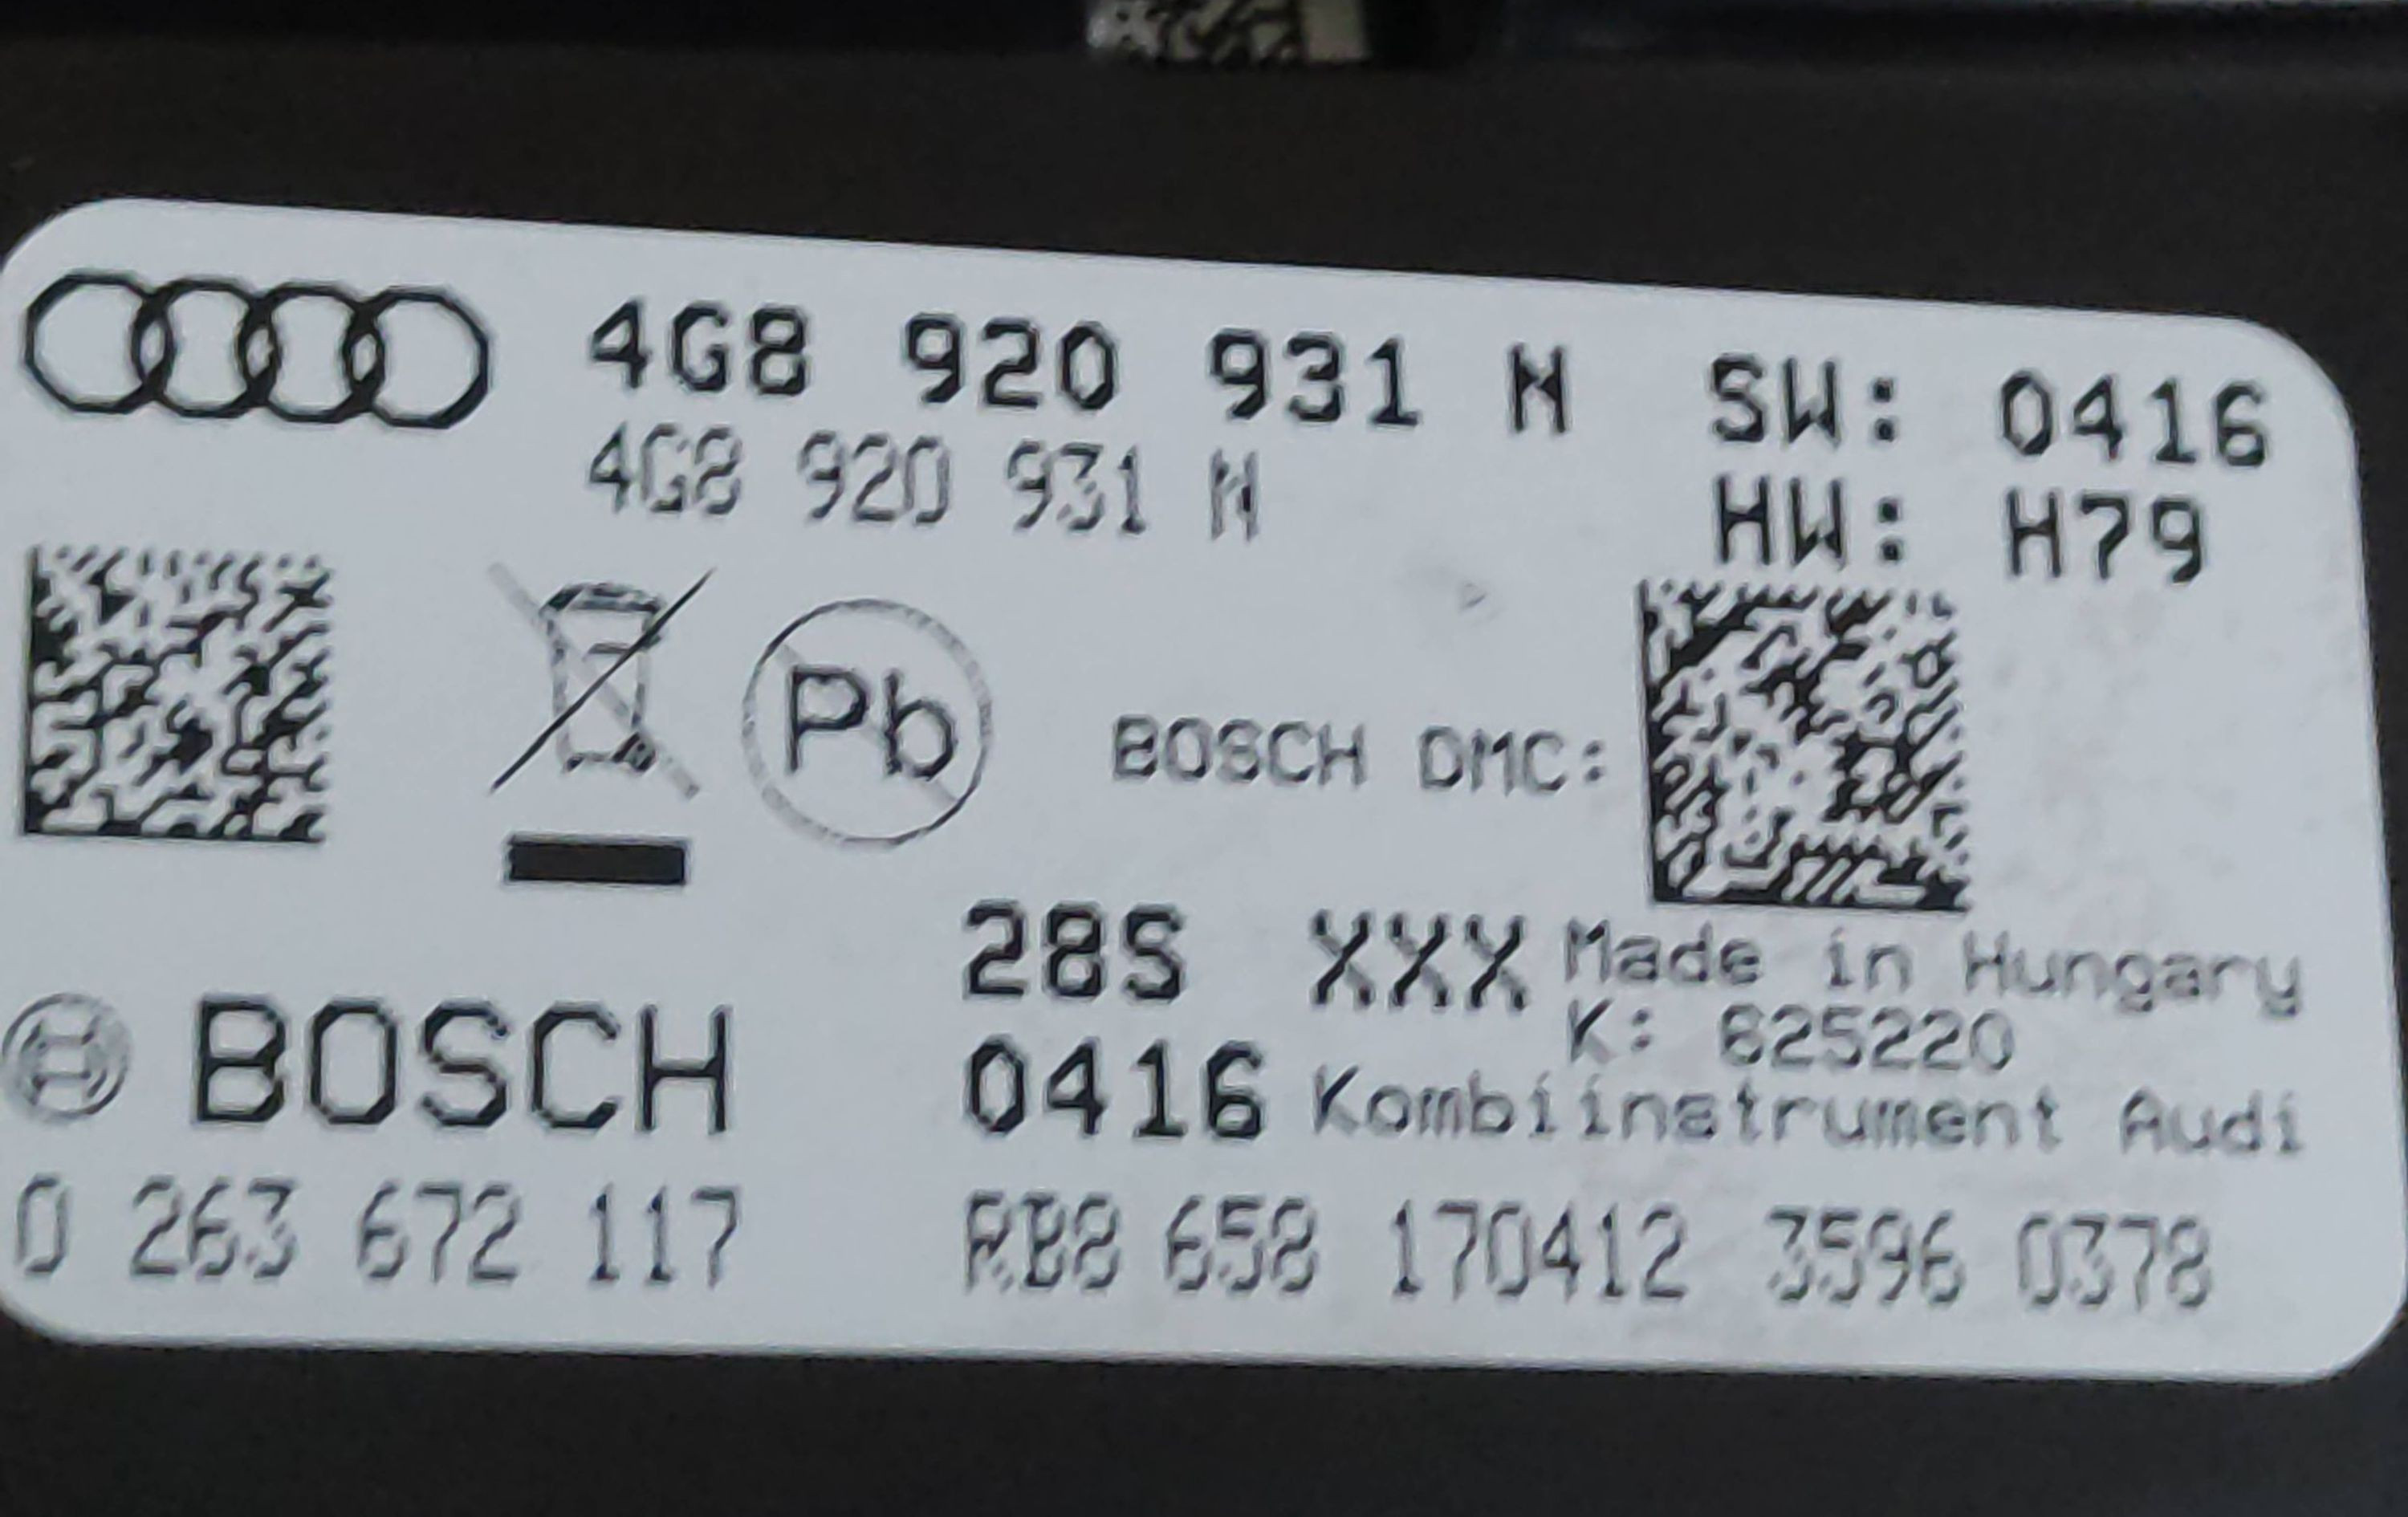 4G8 920 931 N SW: 0416
4G8 920 931 N HW: H79
Pb
BOSCH DMC:
28S XXX Made in Hungary
K: 625220
BOSCH 0416 Kombiinstrument Audi
0 263 672 117 RB8 658 170412 3596 0378